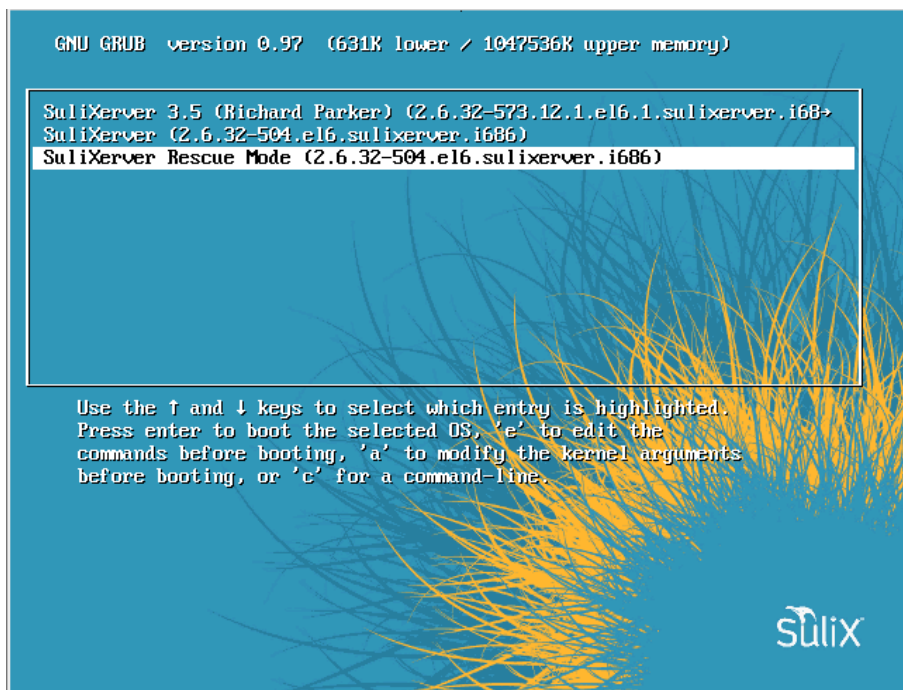 GNU GRUB  version 0.97  (631K lower / 1047536K upper memory)
SuliXerver 3.5 (Richard Parker) (2.6.32-573.12.1.el6.1.sulixerver.i68→
SuliXerver (2.6.32-504.el6.sulixerver.i686)
SuliXerver Rescue Mode (2.6.32-504.el6.sulixerver.i686)
Use the ↑ and ↓ keys to select which entry is highlighted.
Press enter to boot the selected OS, 'e' to edit the
commands before booting, 'a' to modify the kernel arguments
before booting, or 'c' for a command-line.
SuliX